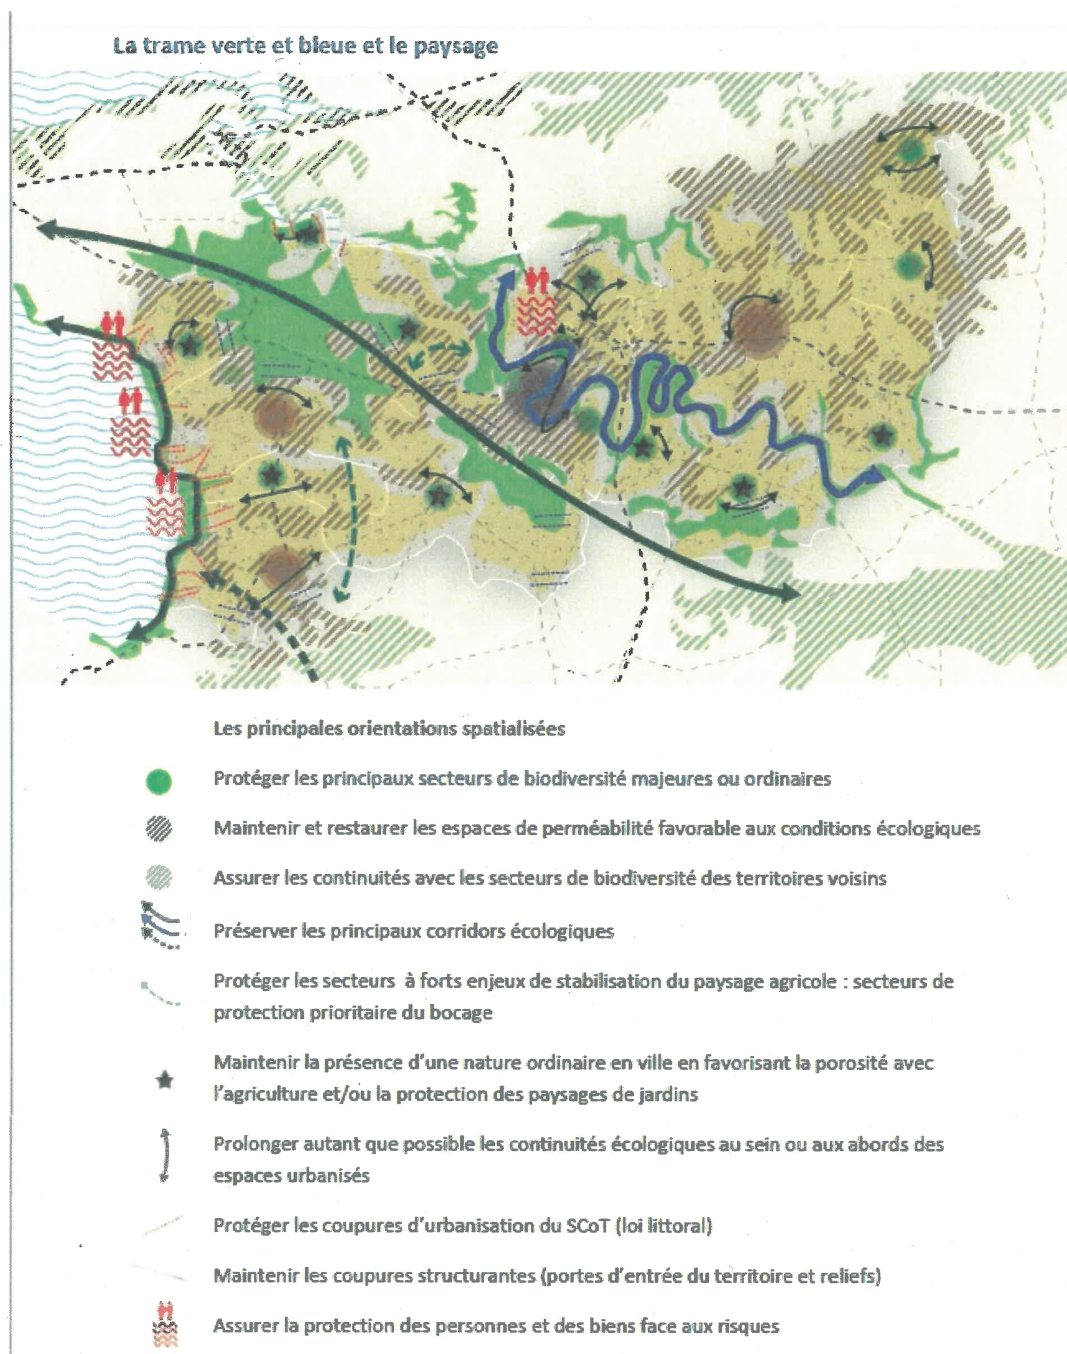 La trame verte et bleue et le paysage
Les principales orientations spatialisées
Protéger les principaux secteurs de biodiversité majeures ou ordinaires
Maintenir et restaurer les espaces de perméabilité favorable aux conditions écologiques
Assurer les continuités avec les secteurs de biodiversité des territoires voisins
Préserver les principaux corridors écologiques
Protéger les secteurs à forts enjeux de stabilisation du paysage agricole : secteurs de
protection prioritaire du bocage
Maintenir la présence d'une nature ordinaire en ville en favorisant la porosité avec
l'agriculture et/ou la protection des paysages de jardins
Prolonger autant que possible les continuités écologiques au sein ou aux abords des
espaces urbanisés
Protéger les coupures d'urbanisation du SCoT (loi littoral)
Maintenir les coupures structurantes (portes d'entrée du territoire et reliefs)
Assurer la protection des personnes et des biens face aux risques